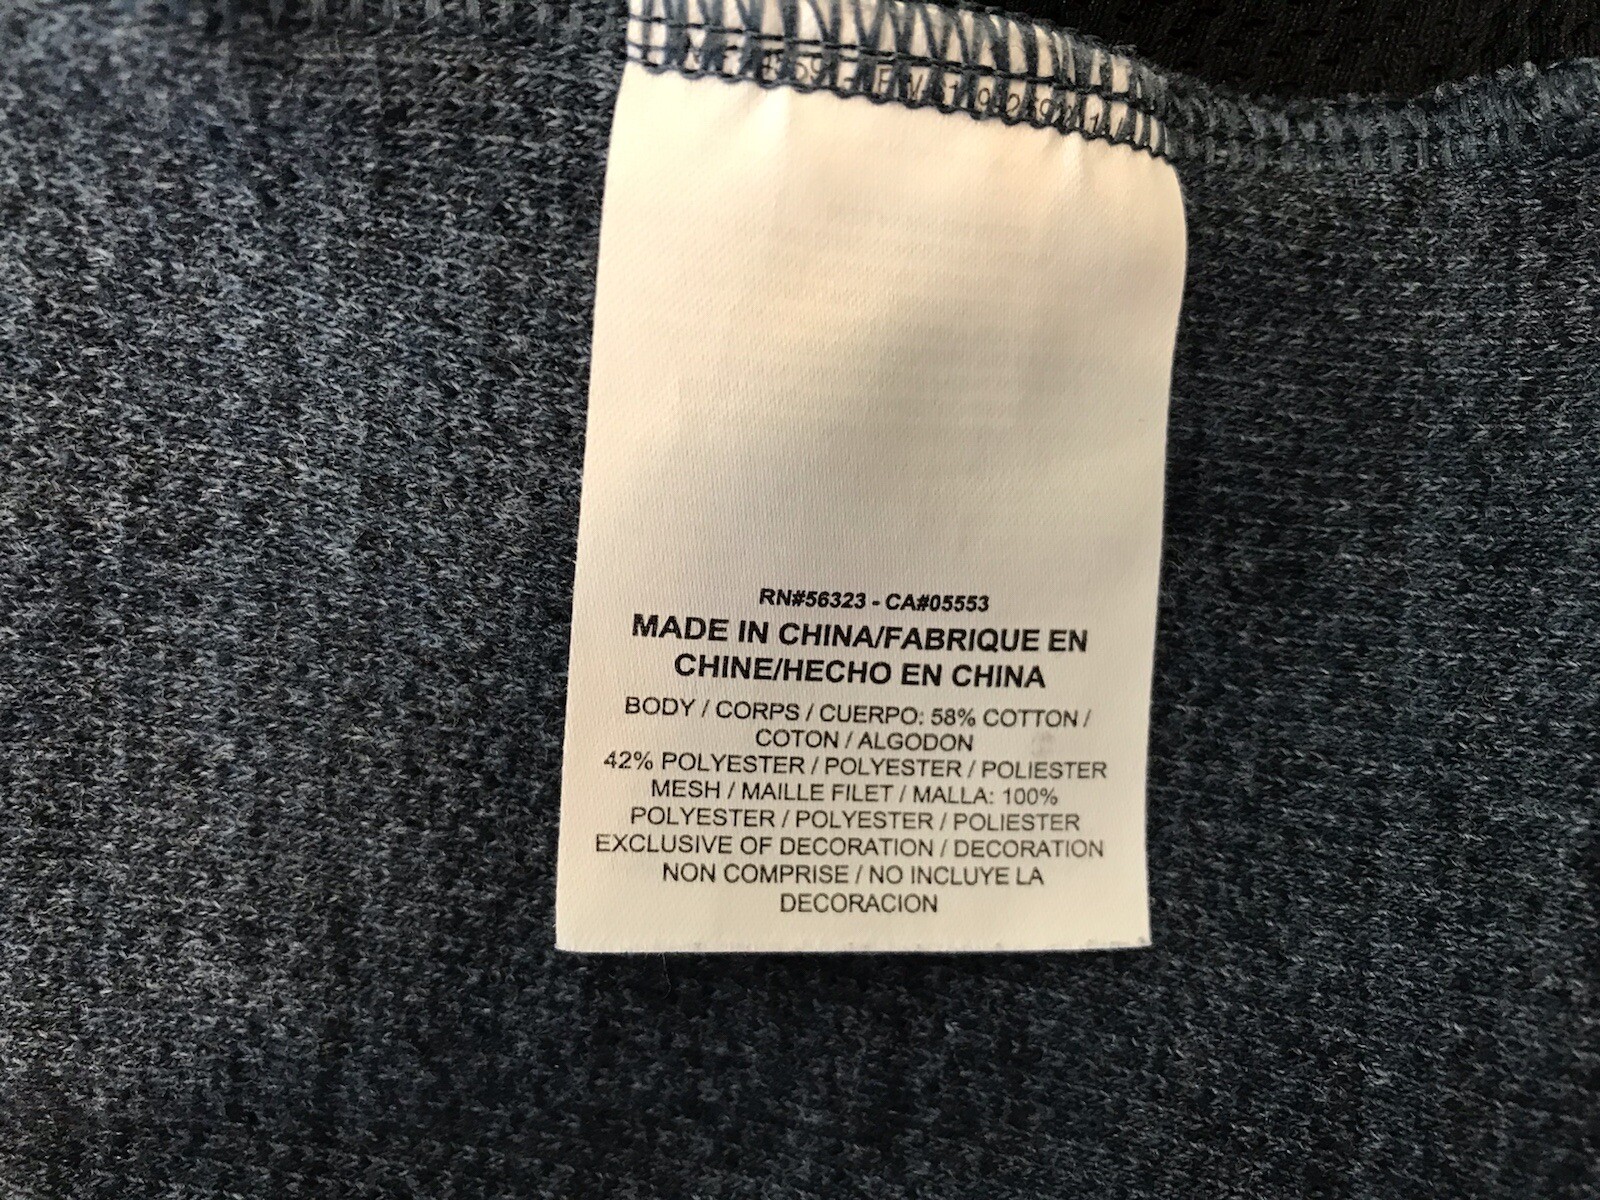 RN#56323 - CA#05553
MADE IN CHINA/FABRIQUE EN
CHINE/HECHO EN CHINA
BODY / CORPS / CUERPO: 58% COTTON /
COTON / ALGODON
42% POLYESTER / POLYESTER / POLIESTER
MESH / MAILLE FILET / MALLA: 100%
POLYESTER / POLYESTER / POLIESTER
EXCLUSIVE OF DECORATION / DECORATION
NON COMPRISE / NO INCLUYE LA
DECORACION